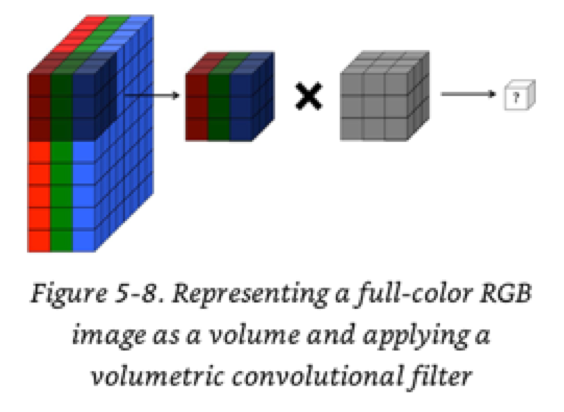 ?
Figure 5-8. Representing a full-color RGB
image as a volume and applying a
volumetric convolutional filter